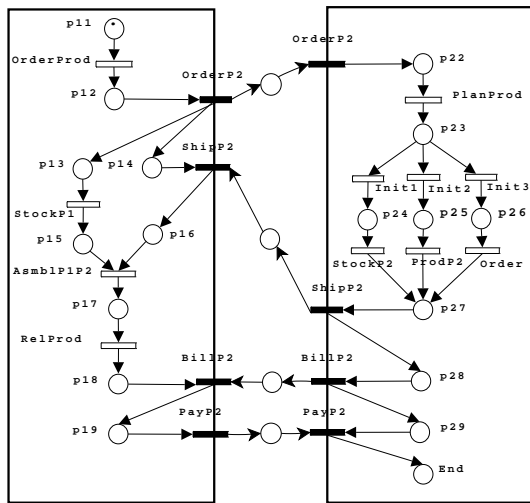 p11
OrderProd
OrderP2
p22
OrderP2
p12
PlanProd
p23
p13
p14
ShipP2
Init1
Init2
Init3
StockP1
p24
p25
p26
p15
p16
AsmblP1P2
StockP2
ProdP2
Order
p17
ShipP2
p27
RelProd
BillP2
BillP2
p18
p28
PayP2
PayP2
p19
p29
End